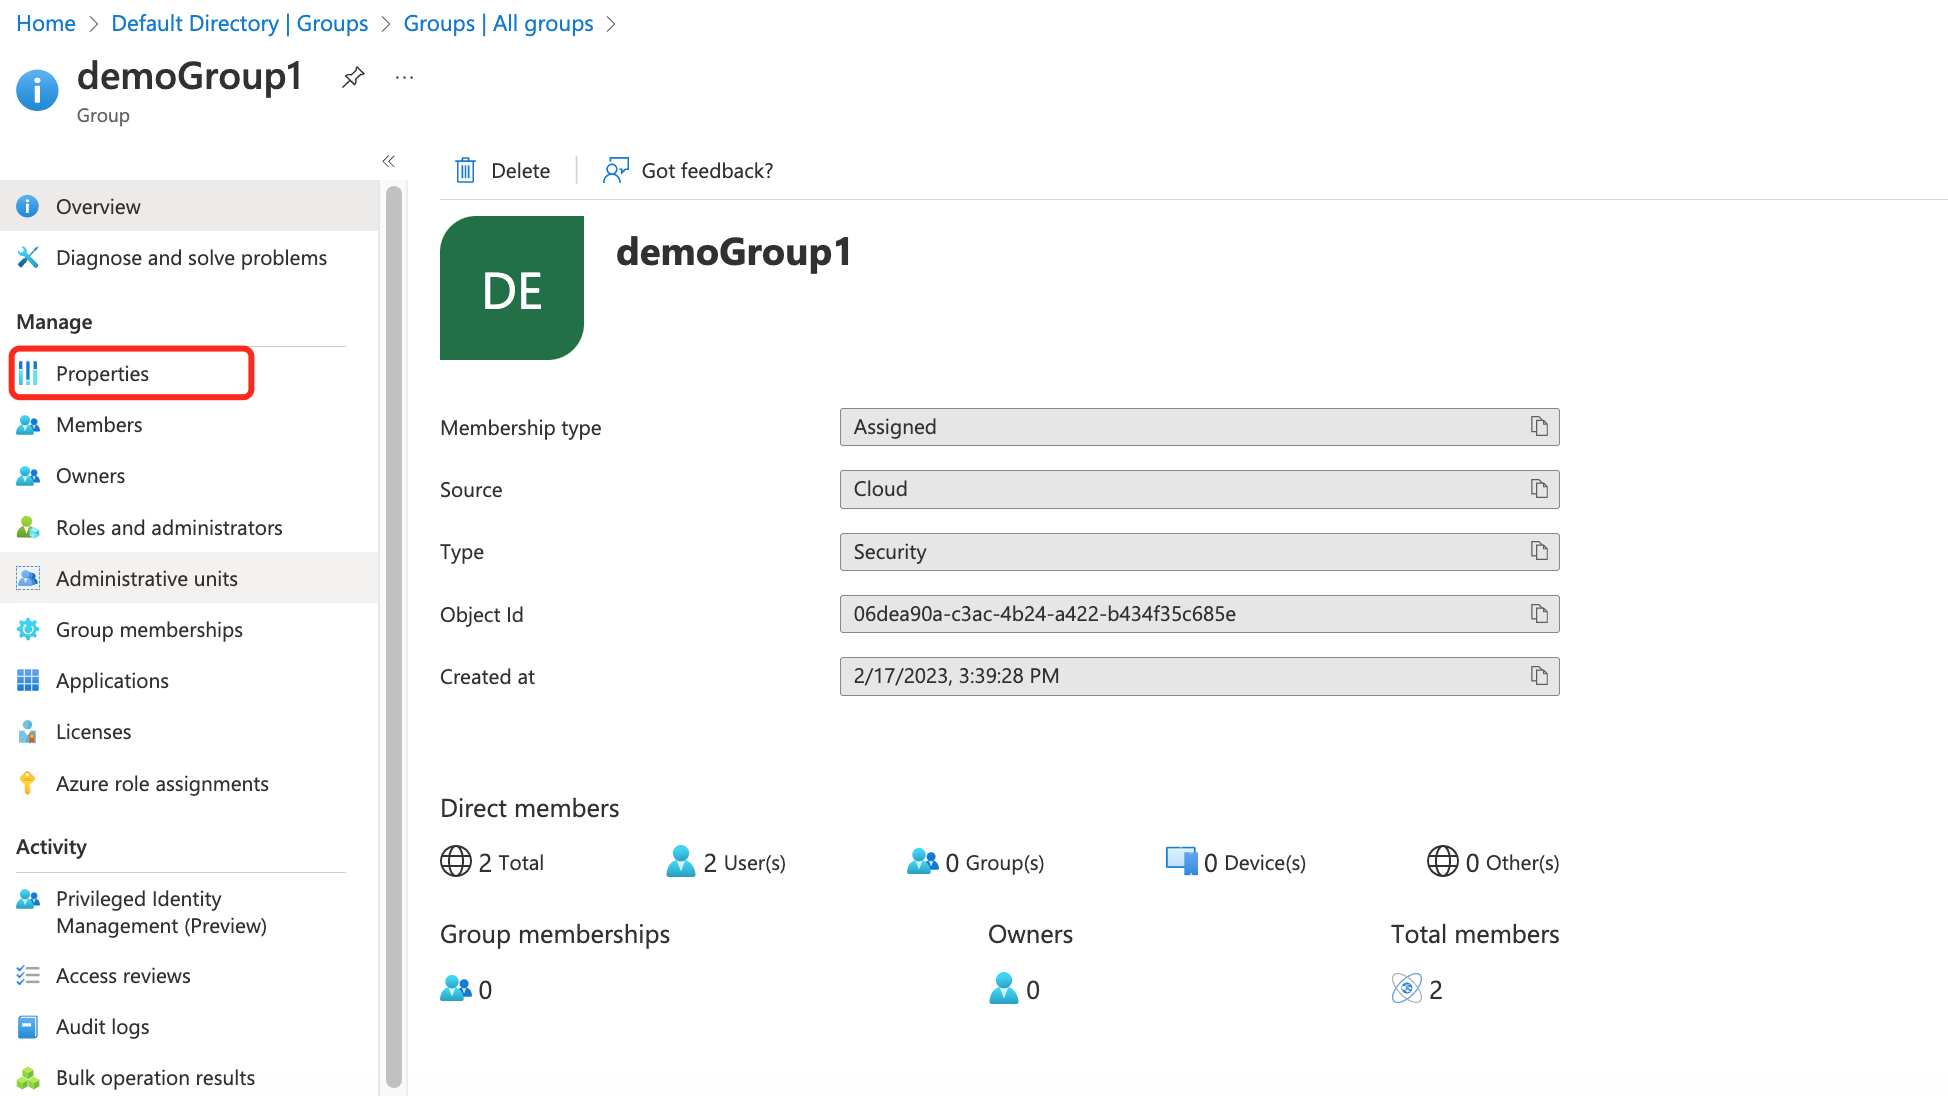 Home > Default Directory | Groups > Groups | All groups >
demoGroup1
...
Group
«
Delete
Got feedback?
Overview
Diagnose and solve problems
Manage
Properties
Members
Owners
Roles and administrators
Administrative units
Group memberships
Applications
Licenses
Azure role assignments
Activity
Privileged Identity
Management (Preview)
Access reviews
Audit logs
Bulk operation results
DE
demoGroup1
Membership type
Assigned
Source
Cloud
Type
Security
Object Id
06dea90a-c3ac-4b24-a422-b434f35c685e
Created at
2/17/2023, 3:39:28 PM
Direct members
2 Total
2 User(s)
0 Group(s)
0 Device(s)
0 Other(s)
Group memberships
0
Owners
0
Total members
2